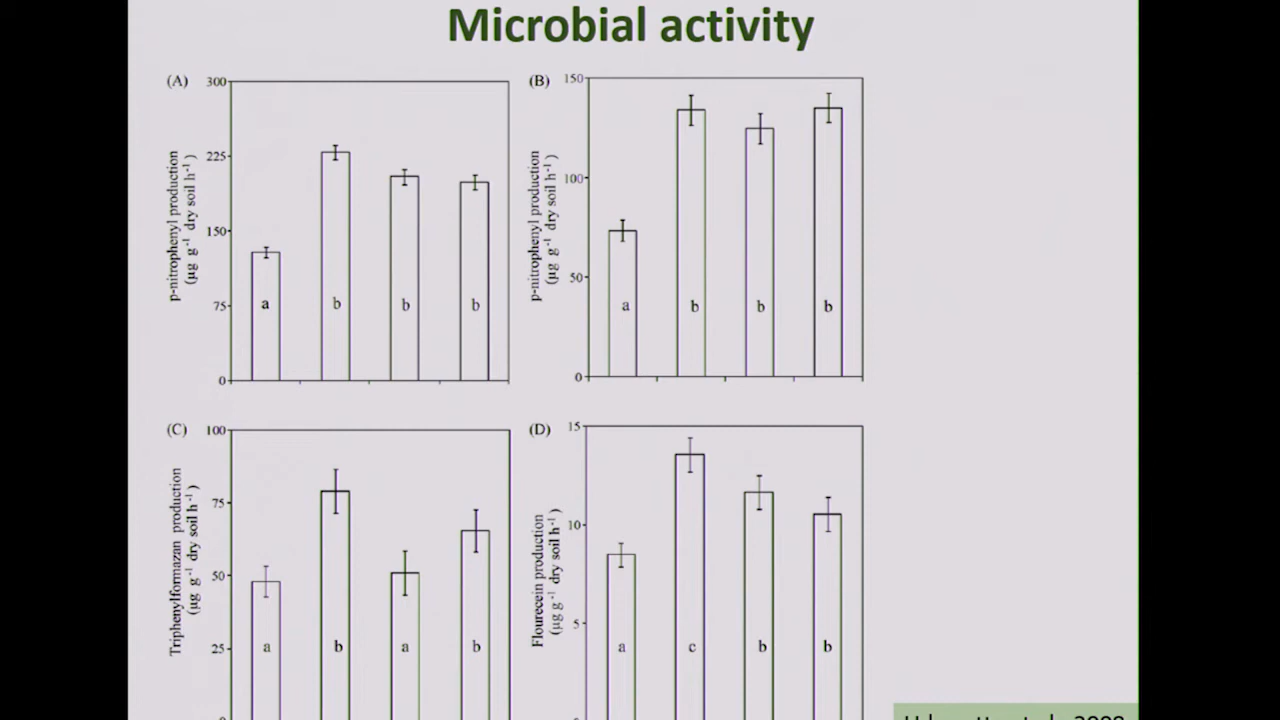 Microbial activity
(A)
p-nitrophenyl production
(µg g⁻¹ dry soil h⁻¹)
300
225
150
75
0
a b b b
(B)
p-nitrophenyl production
(µg g⁻¹ dry soil h⁻¹)
150
100
50
0
a b b b
(C)
Triphenylformazan production
(µg g⁻¹ dry soil h⁻¹)
100
75
50
25
a b a b
(D)
Flourecein production
(µg g⁻¹ dry soil h⁻¹)
15
10
5
a c b b